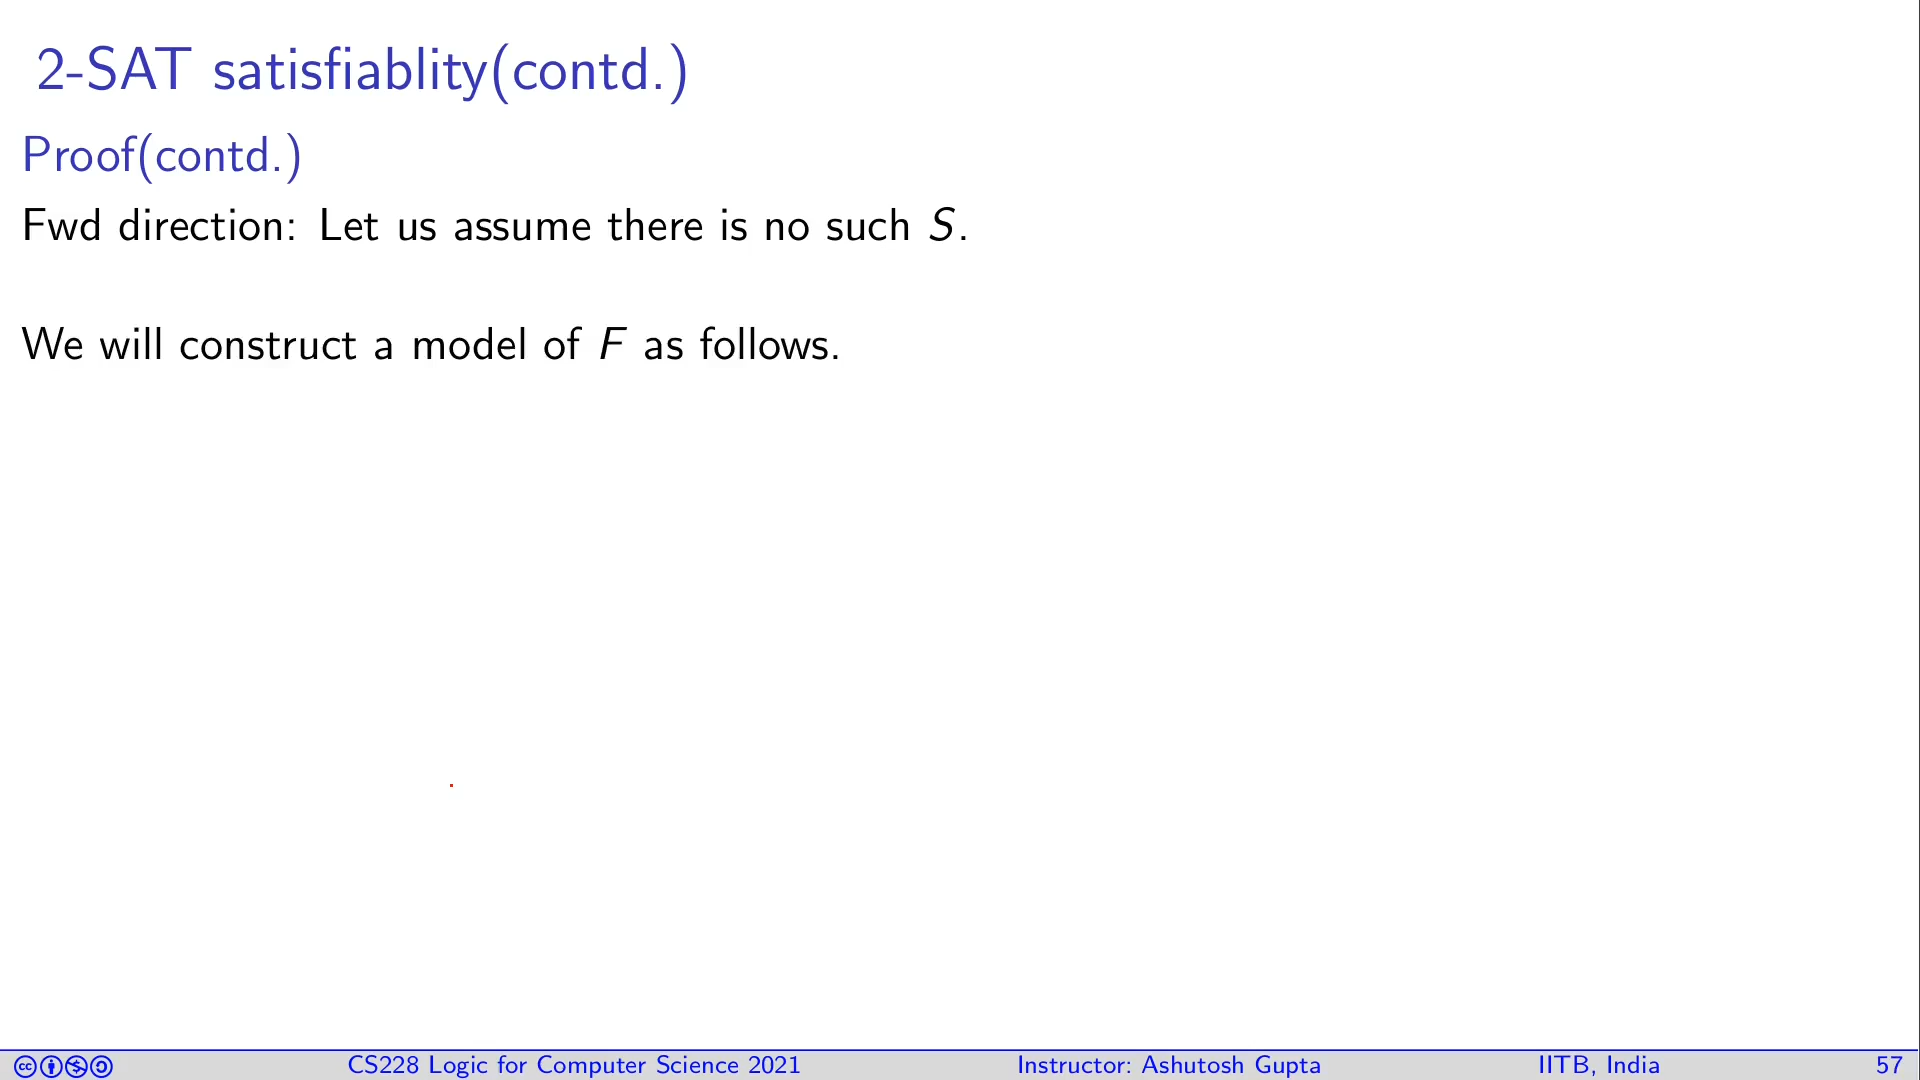 2-SAT satisfiablity(contd.)
Proof(contd.)
Fwd direction: Let us assume there is no such S.
We will construct a model of F as follows.
CS228 Logic for Computer Science 2021 Instructor: Ashutosh Gupta IITB, India 57